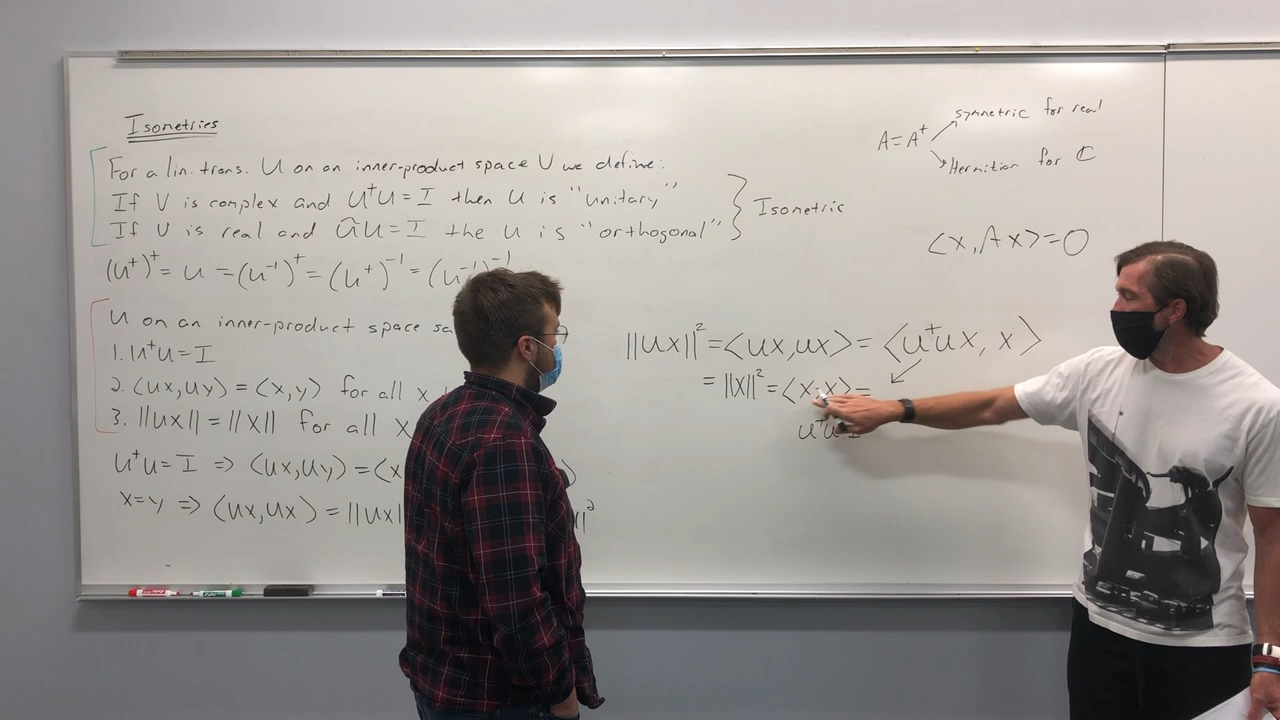 Isometries
For a lin. trans. U on an inner-product space V we define:
If V is complex and U†U = I then U is "unitary"
If V is real and ũU = I the U is "orthogonal"
} Isometric
(U†)† = U = (U⁻¹)† = (U†)⁻¹ = (U⁻¹)⁻¹
U on an inner-product space
1. U†U = I
2. (Ux,Uy) = (x,y) for all x
3. ||Ux|| = ||x|| for all x
U†U = I => (Ux,Uy) = (x
x=y => (Ux,Ux) = ||Ux|| ||²
A = A†
symmetric for real
Hermition for ℂ
<x,Ax>=0
||Ux||² = <Ux,Ux> = <U†Ux, x>
= ||x||² = <x,x> =
U†U